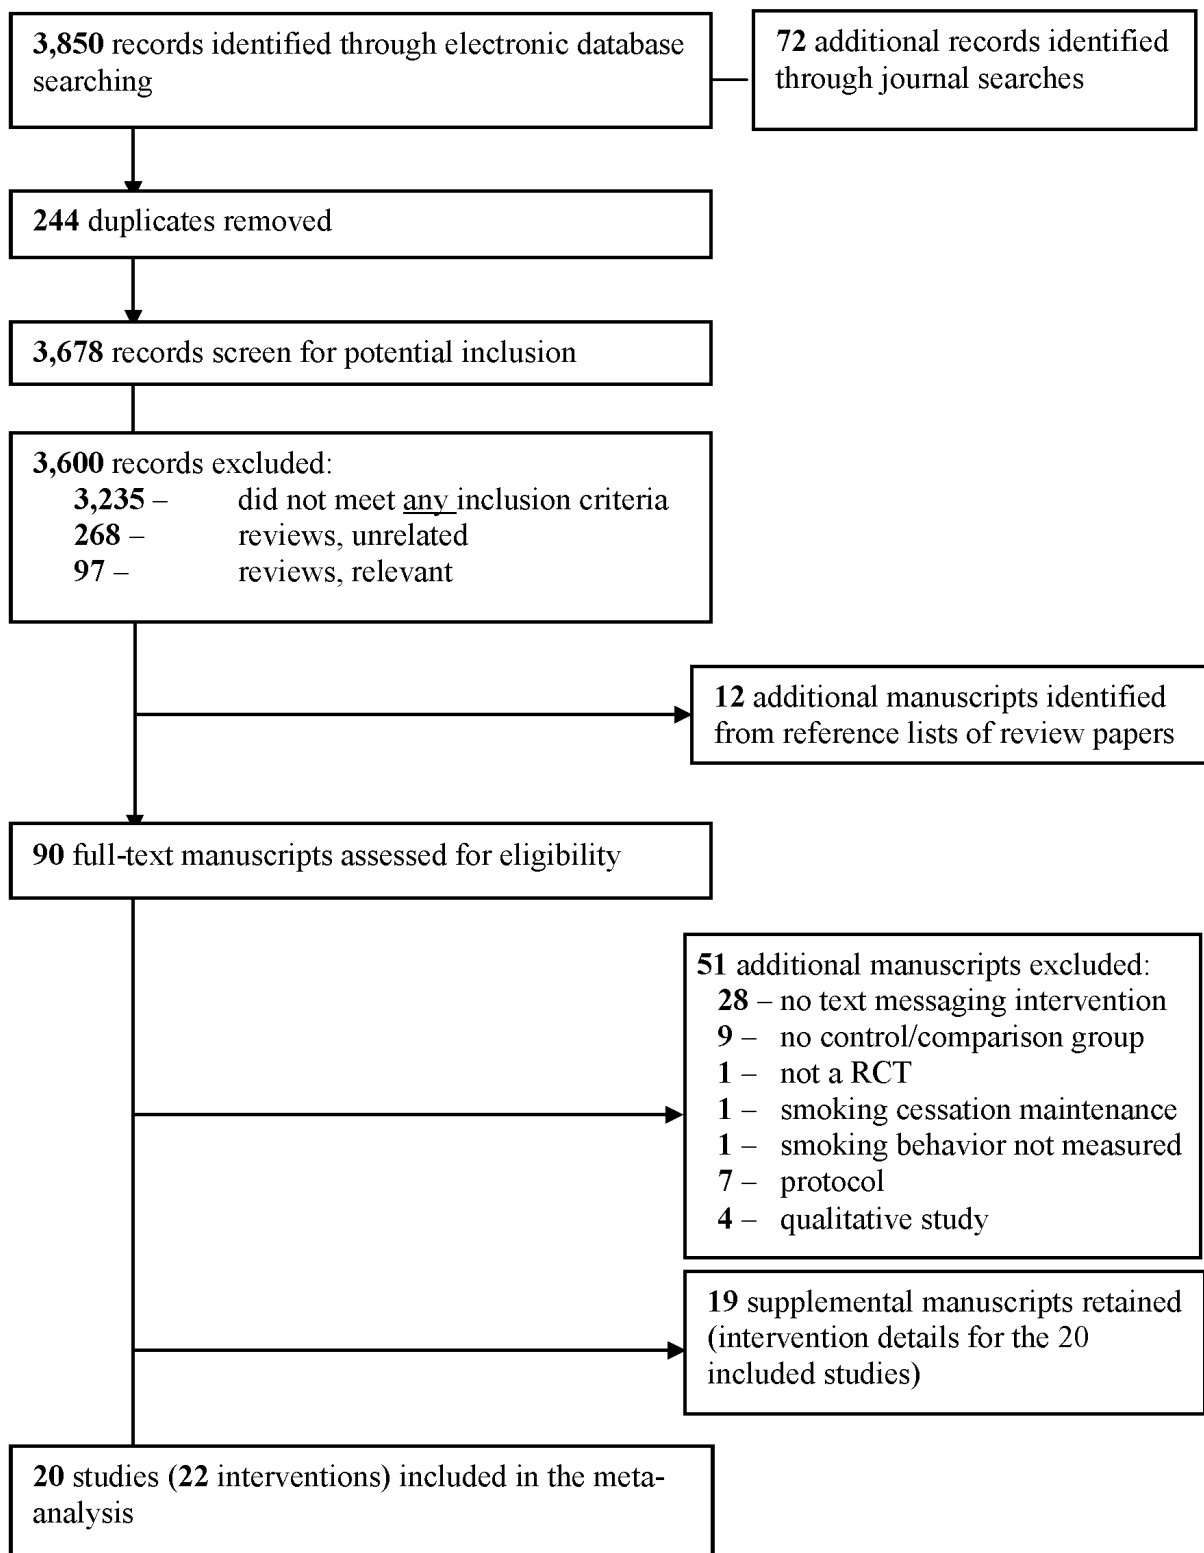 3,850 records identified through electronic database
searching
72 additional records identified
through journal searches
244 duplicates removed
3,678 records screen for potential inclusion
3,600 records excluded:
3,235 – did not meet any inclusion criteria
268 – reviews, unrelated
97 – reviews, relevant
12 additional manuscripts identified
from reference lists of review papers
90 full-text manuscripts assessed for eligibility
51 additional manuscripts excluded:
28 – no text messaging intervention
9 – no control/comparison group
1 – not a RCT
1 – smoking cessation maintenance
1 – smoking behavior not measured
7 – protocol
4 – qualitative study
19 supplemental manuscripts retained
(intervention details for the 20
included studies)
20 studies (22 interventions) included in the meta-
analysis